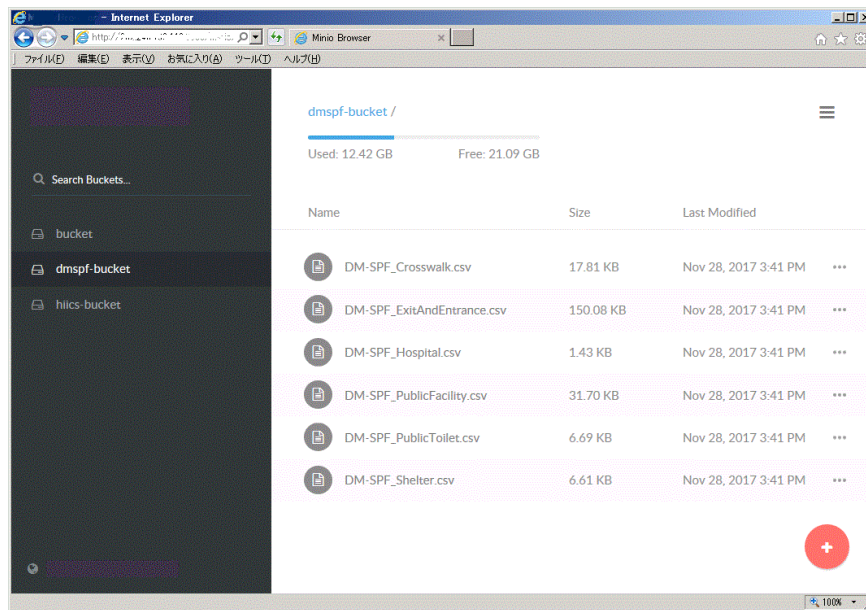 - Internet Explorer
http://
Minio Browser ×
ファイル(F) 編集(E) 表示(V) お気に入り(A) ツール(T) ヘルプ(H)
dmspf-bucket /
Used: 12.42 GB Free: 21.09 GB
Search Buckets...
bucket
dmspf-bucket
hiics-bucket
Name Size Last Modified
DM-SPF_Crosswalk.csv 17.81 KB Nov 28, 2017 3:41 PM
DM-SPF_ExitAndEntrance.csv 150.08 KB Nov 28, 2017 3:41 PM
DM-SPF_Hospital.csv 1.43 KB Nov 28, 2017 3:41 PM
DM-SPF_PublicFacility.csv 31.70 KB Nov 28, 2017 3:41 PM
DM-SPF_PublicToilet.csv 6.69 KB Nov 28, 2017 3:41 PM
DM-SPF_Shelter.csv 6.61 KB Nov 28, 2017 3:41 PM
100%